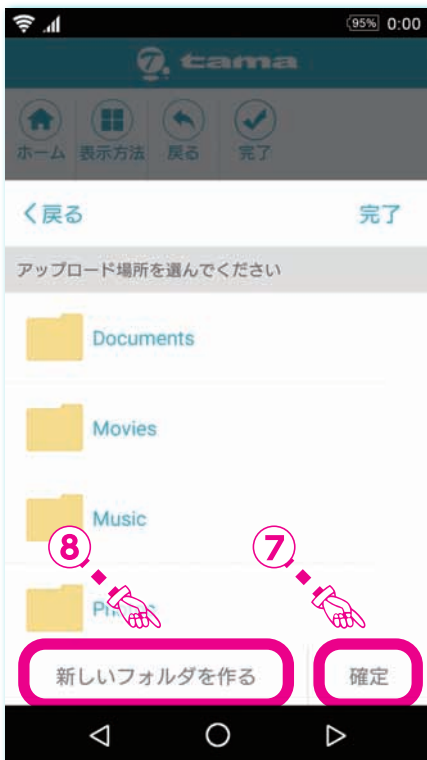 95% 0:00
tama
ホーム 表示方法 戻る 完了
戻る 完了
アップロード場所を選んでください
Documents
Movies
Music
⑧ ⑦
新しいフォルダを作る 確定